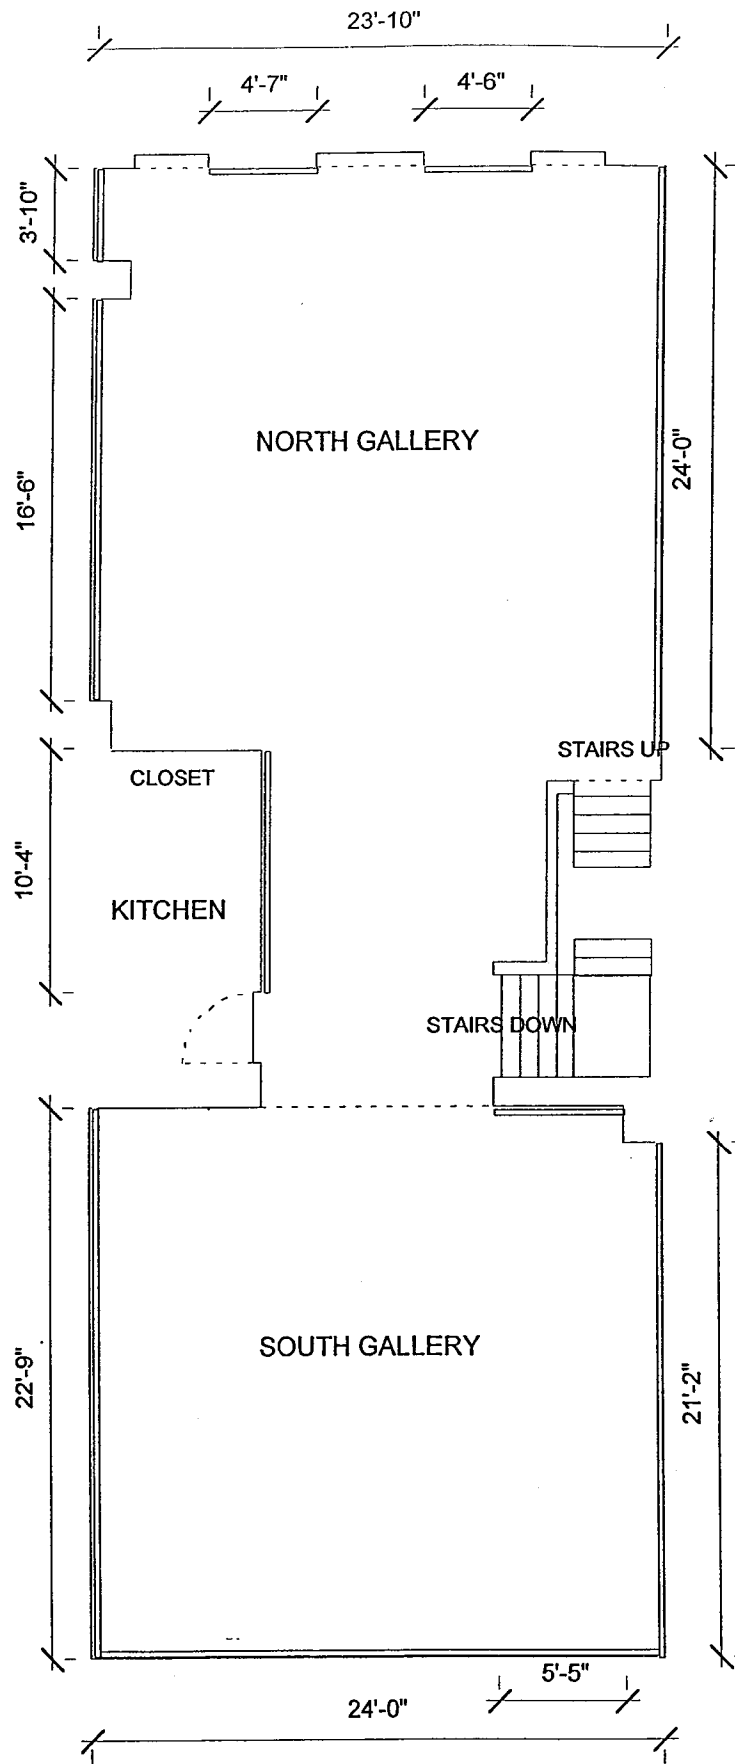 23'-10"
4'-7"
4'-6"
3'-10"
NORTH GALLERY
16'-6"
24'-0"
STAIRS UP
CLOSET
10'-4"
KITCHEN
STAIRS DOWN
SOUTH GALLERY
22'-9"
21'-2"
5'-5"
24'-0"